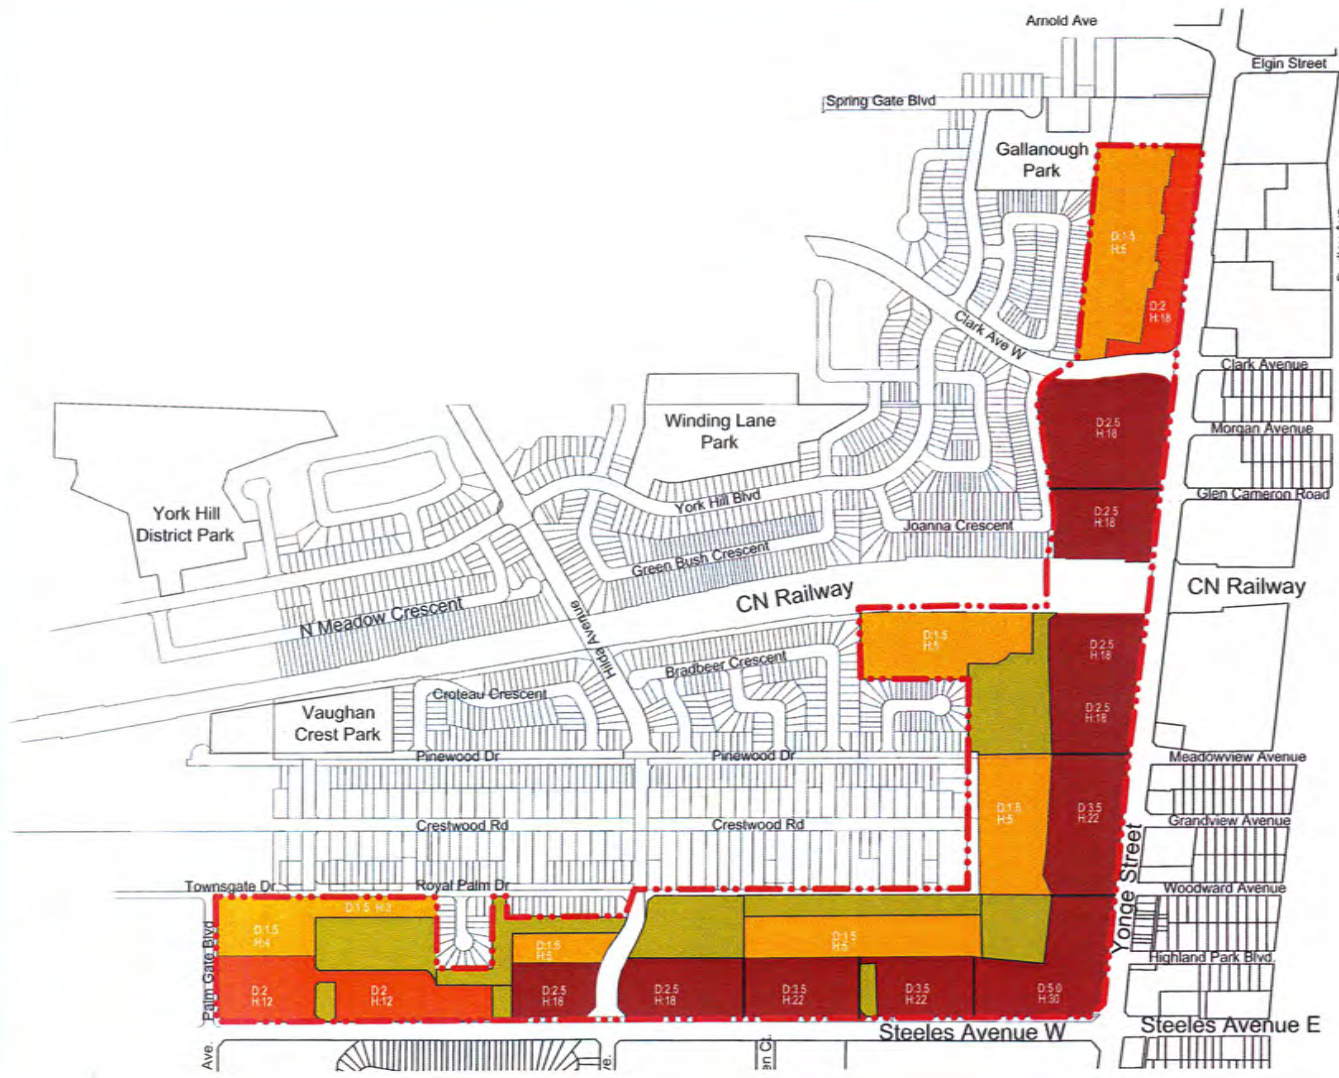 Arnold Ave
Elgin Street
Spring Gate Blvd
Gallanough
Park
D:1.5
H:5
D:2
H:18
Clark Ave W
Clark Avenue
D:2.5
H:18
Morgan Avenue
Winding Lane
Park
York Hill Blvd
Glen Cameron Road
York Hill
District Park
D:2.5
H:18
Joanna Crescent
Green Bush Crescent
CN Railway
CN Railway
N Meadow Crescent
Hilda Avenue
D:1.5
H:5
D:2.5
H:18
Bradbeer Crescent
Croteau Crescent
Vaughan
Crest Park
D:2.5
H:18
Pinewood Dr
Pinewood Dr
Meadowview Avenue
D:1.5
H:5
D:3.5
H:22
Crestwood Rd
Crestwood Rd
Grandview Avenue
Yonge Street
Townsgate Dr
Royal Palm Dr
Woodward Avenue
D:1.5 H:3
D:1.5
H:4
D:1.5
H:5
D:1.5
H:5
Palm Gate Blvd
Highland Park Blvd.
D:2
H:12
D:2
H:12
D:2.5
H:18
D:2.5
H:18
D:3.5
H:22
D:3.5
H:22
D:5.0
H:30
Steeles Avenue W
Steeles Avenue E
Ave.